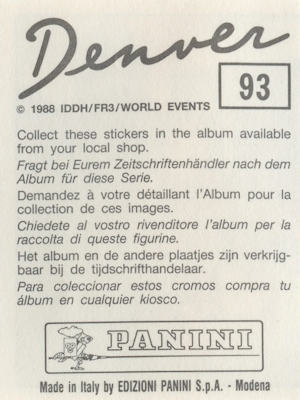 Denver
93
© 1988 IDDH/FR3/WORLD EVENTS
Collect these stickers in the album available
from your local shop.
Fragt bei Eurem Zeitschriftenhändler nach dem
Album für diese Serie.
Demandez à votre détaillant l'Album pour la
collection de ces images.
Chiedete al vostro rivenditore l'album per la
raccolta di queste figurine.
Het album en de andere plaatjes zijn verkrijg-
baar bij de tijdschrifthandelaar.
Para coleccionar estos cromos compra tu
álbum en cualquier kiosco.
PANINI
Made in Italy by EDIZIONI PANINI S.p.A. - Modena